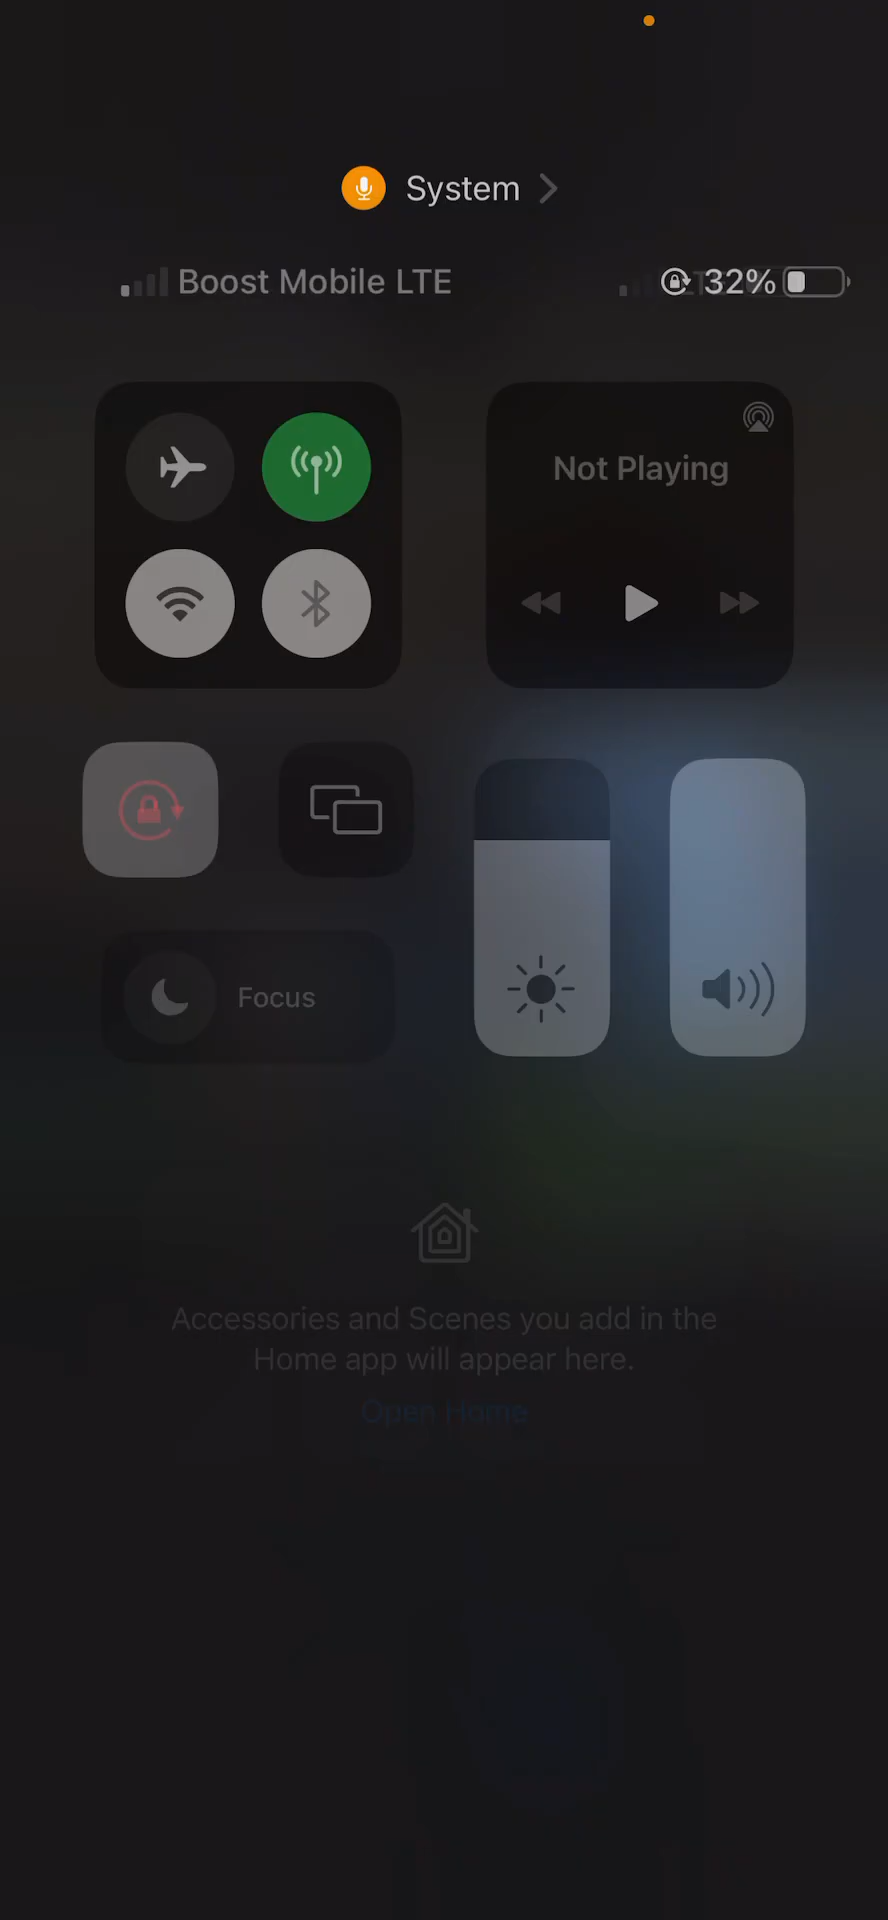 System
Boost Mobile LTE
32%
Not Playing
Focus
Accessories and Scenes you add in the
Home app will appear here.
Open Home